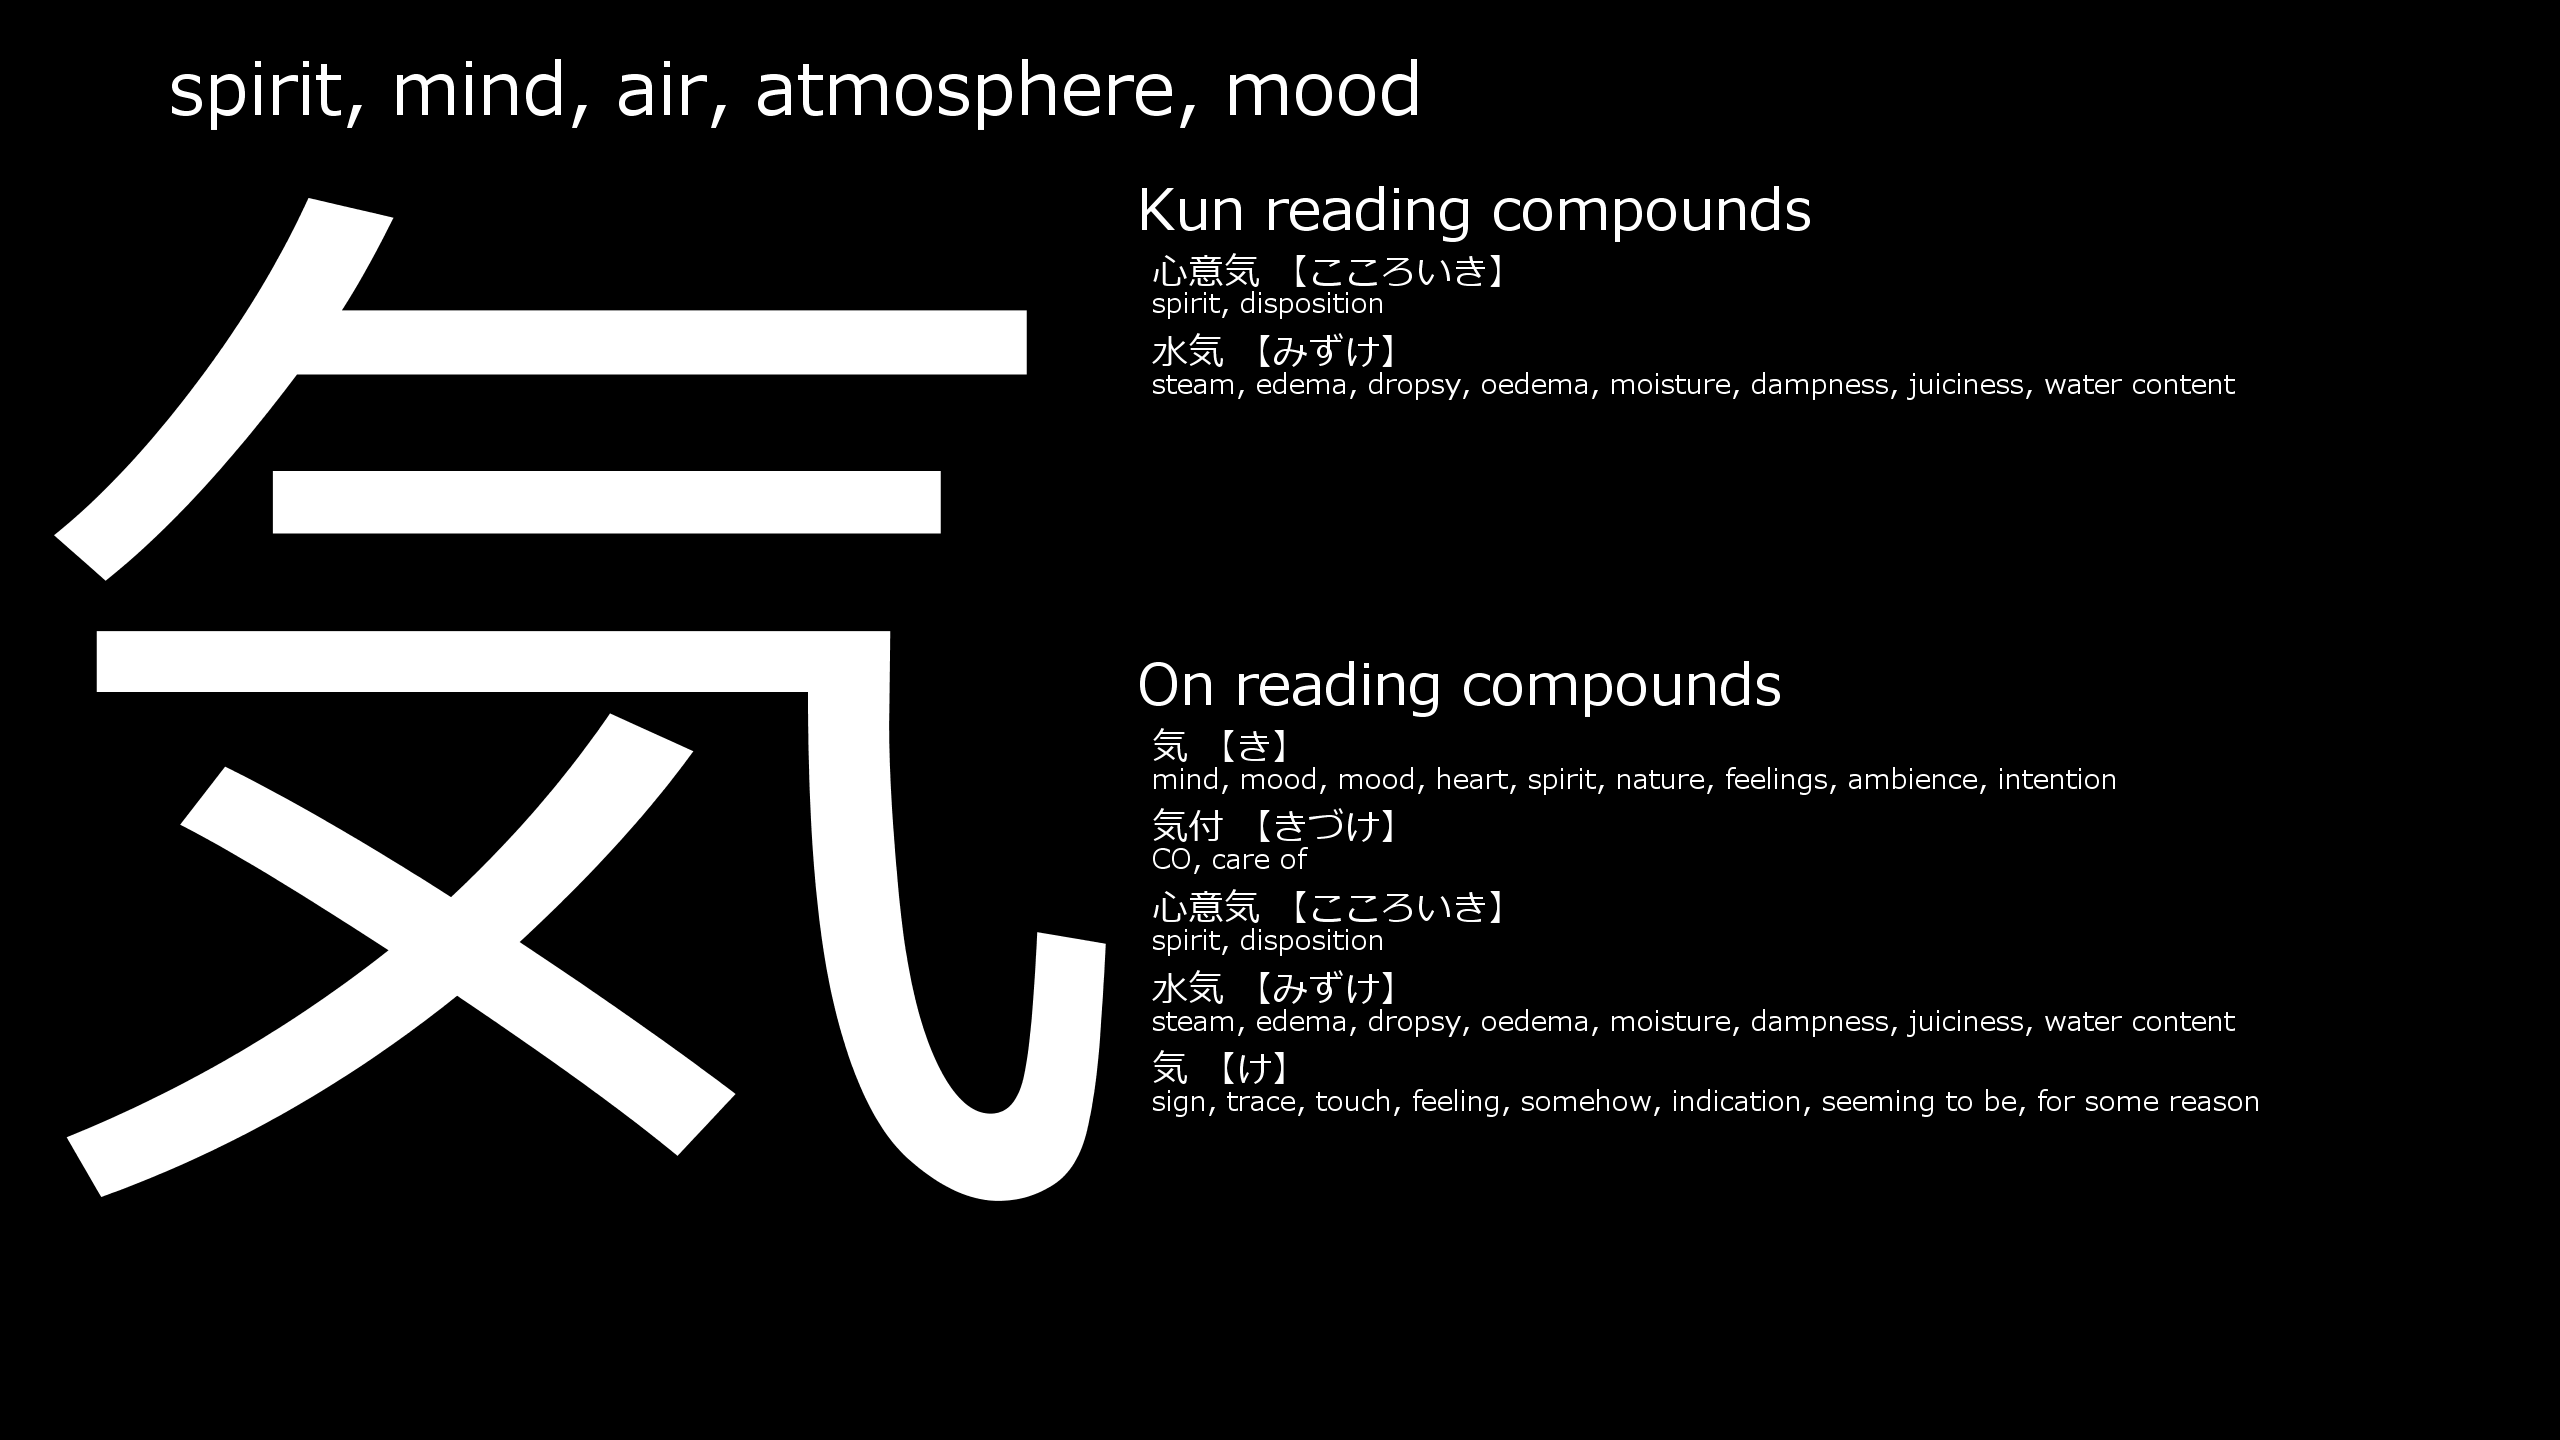 spirit, mind, air, atmosphere, mood
気
Kun reading compounds
心意気 【こころいき】
spirit, disposition
水気 【みずけ】
steam, edema, dropsy, oedema, moisture, dampness, juiciness, water content
On reading compounds
気 【き】
mind, mood, mood, heart, spirit, nature, feelings, ambience, intention
気付 【きづけ】
CO, care of
心意気 【こころいき】
spirit, disposition
水気 【みずけ】
steam, edema, dropsy, oedema, moisture, dampness, juiciness, water content
気 【け】
sign, trace, touch, feeling, somehow, indication, seeming to be, for some reason